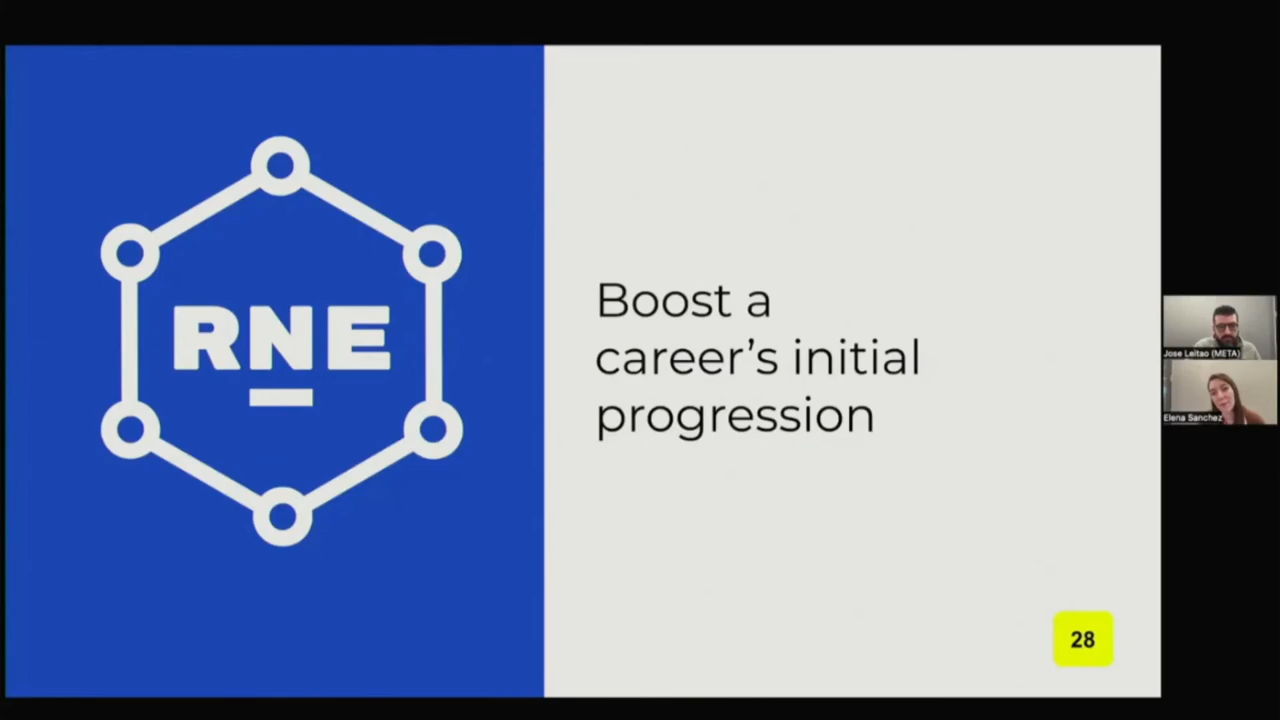 RNE
Boost a
career’s initial
progression
28
Jose Leitao (META)
Elena Sanchez